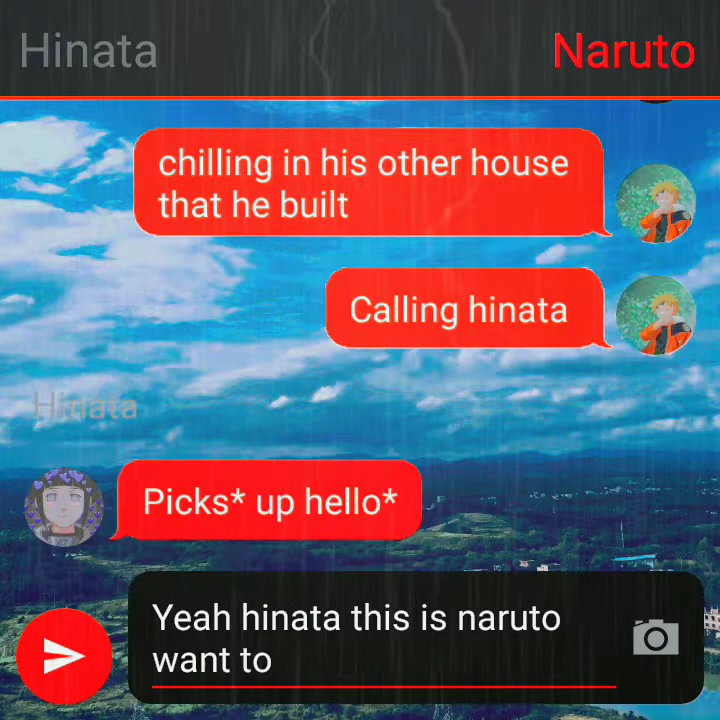 Hinata
Naruto
chilling in his other house
that he built
Calling hinata
Hinata
Picks* up hello*
Yeah hinata this is naruto
want to